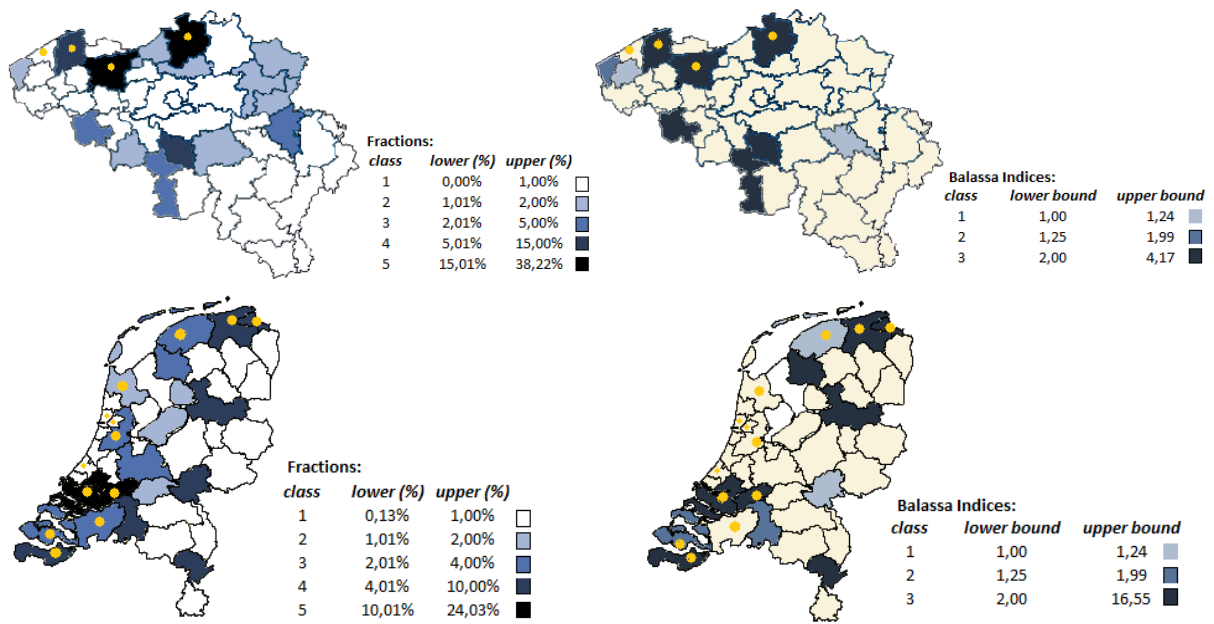 Fractions:
class lower (%) upper (%)
1 0,00% 1,00%
2 1,01% 2,00%
3 2,01% 5,00%
4 5,01% 15,00%
5 15,01% 38,22%
Balassa Indices:
class lower bound upper bound
1 1,00 1,24
2 1,25 1,99
3 2,00 4,17
Fractions:
class lower (%) upper (%)
1 0,13% 1,00%
2 1,01% 2,00%
3 2,01% 4,00%
4 4,01% 10,00%
5 10,01% 24,03%
Balassa Indices:
class lower bound upper bound
1 1,00 1,24
2 1,25 1,99
3 2,00 16,55